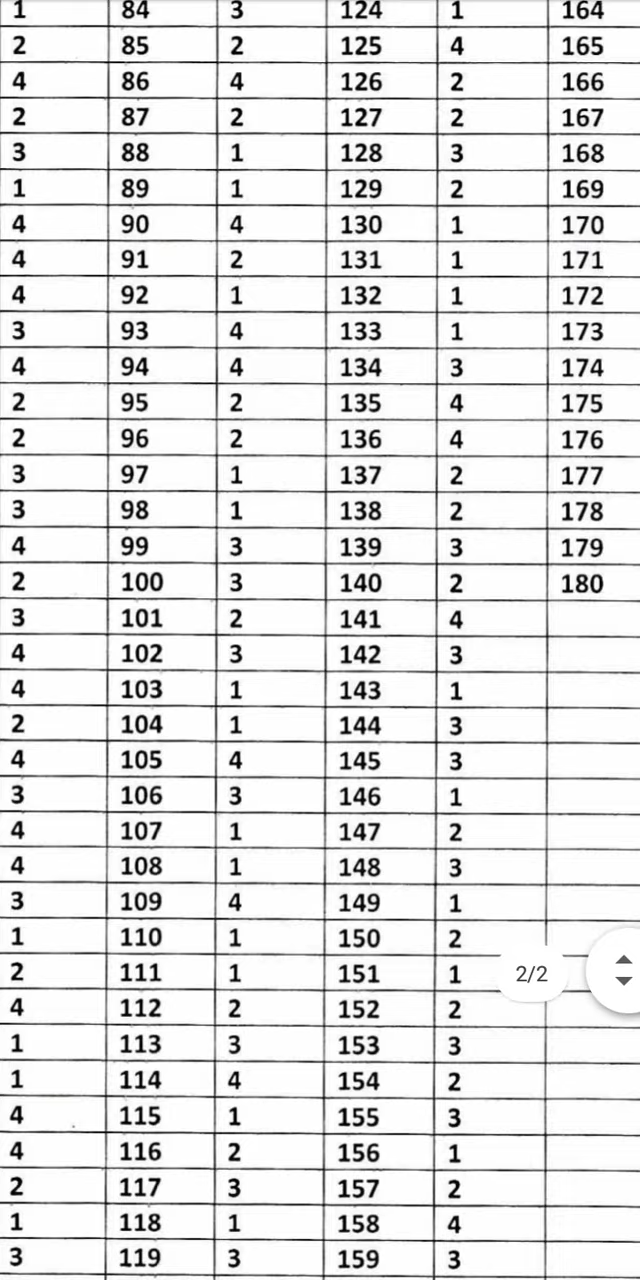 1 84 3 124 1 164
2 85 2 125 4 165
4 86 4 126 2 166
2 87 2 127 2 167
3 88 1 128 3 168
1 89 1 129 2 169
4 90 4 130 1 170
4 91 2 131 1 171
4 92 1 132 1 172
3 93 4 133 1 173
4 94 4 134 3 174
2 95 2 135 4 175
2 96 2 136 4 176
3 97 1 137 2 177
3 98 1 138 2 178
4 99 3 139 3 179
2 100 3 140 2 180
3 101 2 141 4
4 102 3 142 3
4 103 1 143 1
2 104 1 144 3
4 105 4 145 3
3 106 3 146 1
4 107 1 147 2
4 108 1 148 3
3 109 4 149 1
1 110 1 150 2
2 111 1 151 1 2/2
4 112 2 152 2
1 113 3 153 3
1 114 4 154 2
4 115 1 155 3
4 116 2 156 1
2 117 3 157 2
1 118 1 158 4
3 119 3 159 3